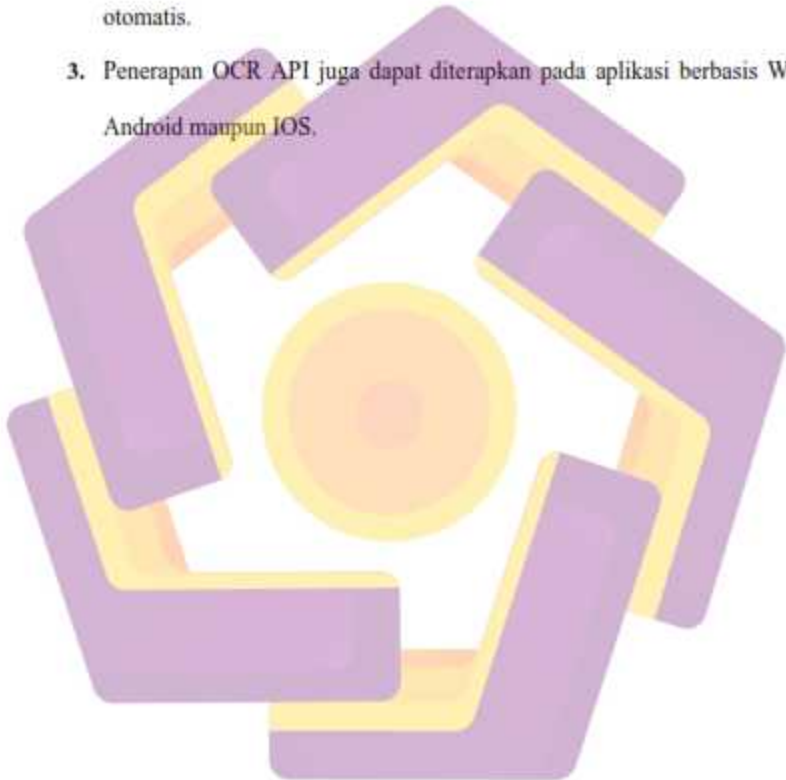 otomatis.
3. Penerapan OCR API juga dapat diterapkan pada aplikasi berbasis
Android maupun IOS.